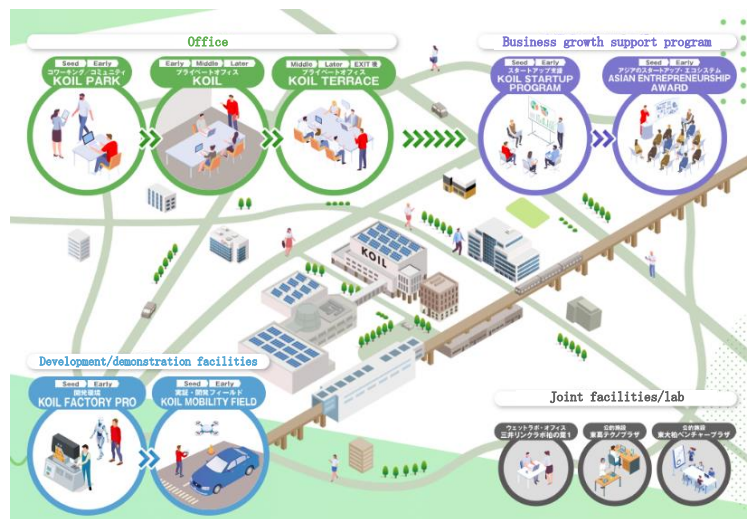 Office
Seed Early
コワーキング/コミュニティ
KOIL PARK
Early Middle Later
プライベートオフィス
KOIL
Middle Later EXIT後
プライベートオフィス
KOIL TERRACE
Business growth support program
Seed Early
スタートアップ支援
KOIL STARTUP
PROGRAM
Seed Early
アジアのスタートアップ・エコシステム
ASIAN ENTREPRENEURSHIP
AWARD
KOIL
Development/demonstration facilities
Seed Early
開発環境
KOIL FACTORY PRO
Seed Early
実証・開発フィールド
KOIL MOBILITY FIELD
Joint facilities/lab
ウェットラボ・オフィス
三井リンクラボ柏の葉1
公的施設
東葛テクノプラザ
公的施設
東大柏ベンチャープラザ